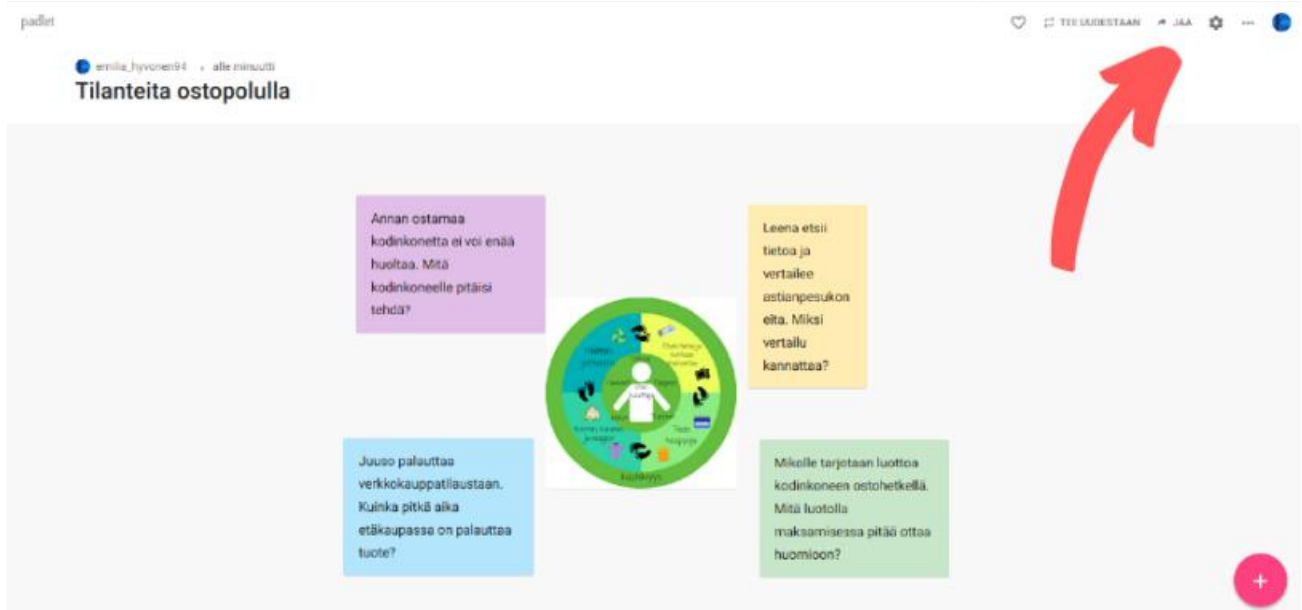 padlet
TEE UUDESTAAN
JAA
emilia_hyvonen94 · alle minuutti
Tilanteita ostopolulla
Annan ostamaa
kodinkonetta ei voi enää
huoltaa. Mitä
kodinkoneelle pitäisi
tehdä?
Leena etsii
tietoa ja
vertailee
astianpesukon
eita. Miksi
vertailu
kannattaa?
Juuso palauttaa
verkkokauppatilaustaan.
Kuinka pitkä aika
etäkaupassa on palauttaa
tuote?
Mikolle tarjotaan luottoa
kodinkoneen ostohetkellä.
Mitä luotolla
maksamisessa pitää ottaa
huomioon?